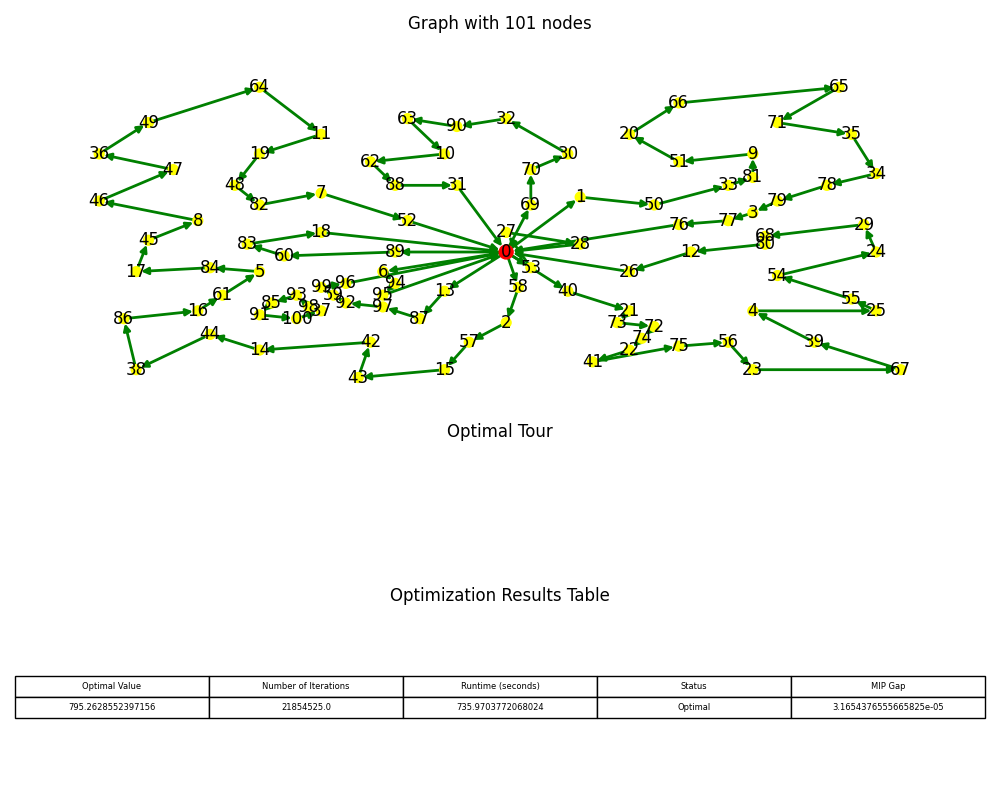 Graph with 101 nodes
64 65
66
63 90 32 71
49 11 20 35
36 19 62 10 30 51 9
47 70 34
48 88 31 33 81 78
46 82 7 69 1 50 79
8 52 3
76 77
45 18 27 68 29
83 28 80
60 89 0 12 24
17 84 5 6 53 26 54
94
99 96 58
61 93 59 95 13 40 55
85 92
16 91 98 97 21 4 25
86 100 37 87 2 73 72
44 74
14 42 57 22 75 56 39
41
38 43 15 23 67
Optimal Tour
Optimization Results Table
Optimal Value Number of Iterations Runtime (seconds) Status MIP Gap
795.2628552397156 21854525.0 735.9703772068024 Optimal 3.1654376555665825e-05